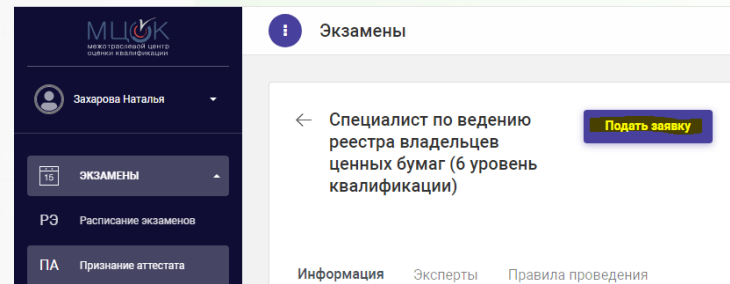 МЦОК
межотраслевой центр
оценки квалификации
Захарова Наталья
15
ЭКЗАМЕНЫ
РЭ Расписание экзаменов
ПА Признание аттестата
Экзамены
← Специалист по ведению
реестра владельцев
ценных бумаг (6 уровень
квалификации)
Подать заявку
Информация Эксперты Правила проведения